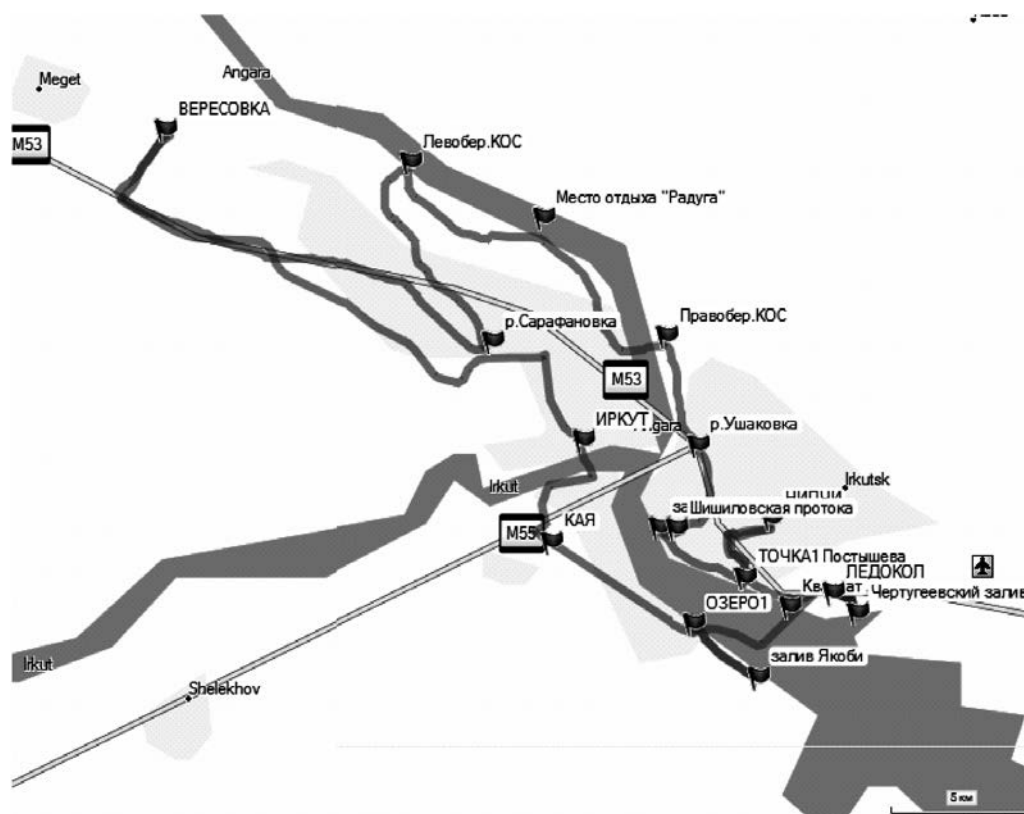 Angara
Meget
ВЕРЕСОВКА
M53
Левобер.КОС
Место отдыха "Радуга"
р.Сарафановка
Правобер.КОС
M53
ИРКУТ
р.Ушаковка
Irkut
Irkutsk
Шишиловская протока
M55
КАЯ
ТОЧКА1 Постышева
ЛЕДОКОЛ
Чертугеевский залив
ОЗЕРО1
залив Якоби
Irkut
Shelekhov
5 км